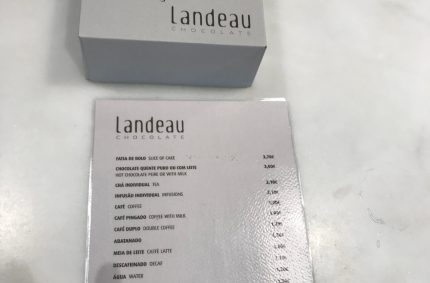 Landeau
CHOCOLATE
Landeau
CHOCOLATE
FATIA DE BOLO SLICE OF CAKE
CHOCOLATE QUENTE PURO OU COM LEITE
HOT CHOCOLATE PURE OR WITH MILK
CHÁ INDIVIDUAL TEA
INFUSÃO INDIVIDUAL INFUSIONS
CAFÉ COFFEE
CAFÉ PINGADO COFFEE WITH MILK
CAFÉ DUPLO DOUBLE COFFEE
ABATANADO
MEIA DE LEITE CAFFE LATTE
DESCAFEINADO DECAF
ÁGUA WATER